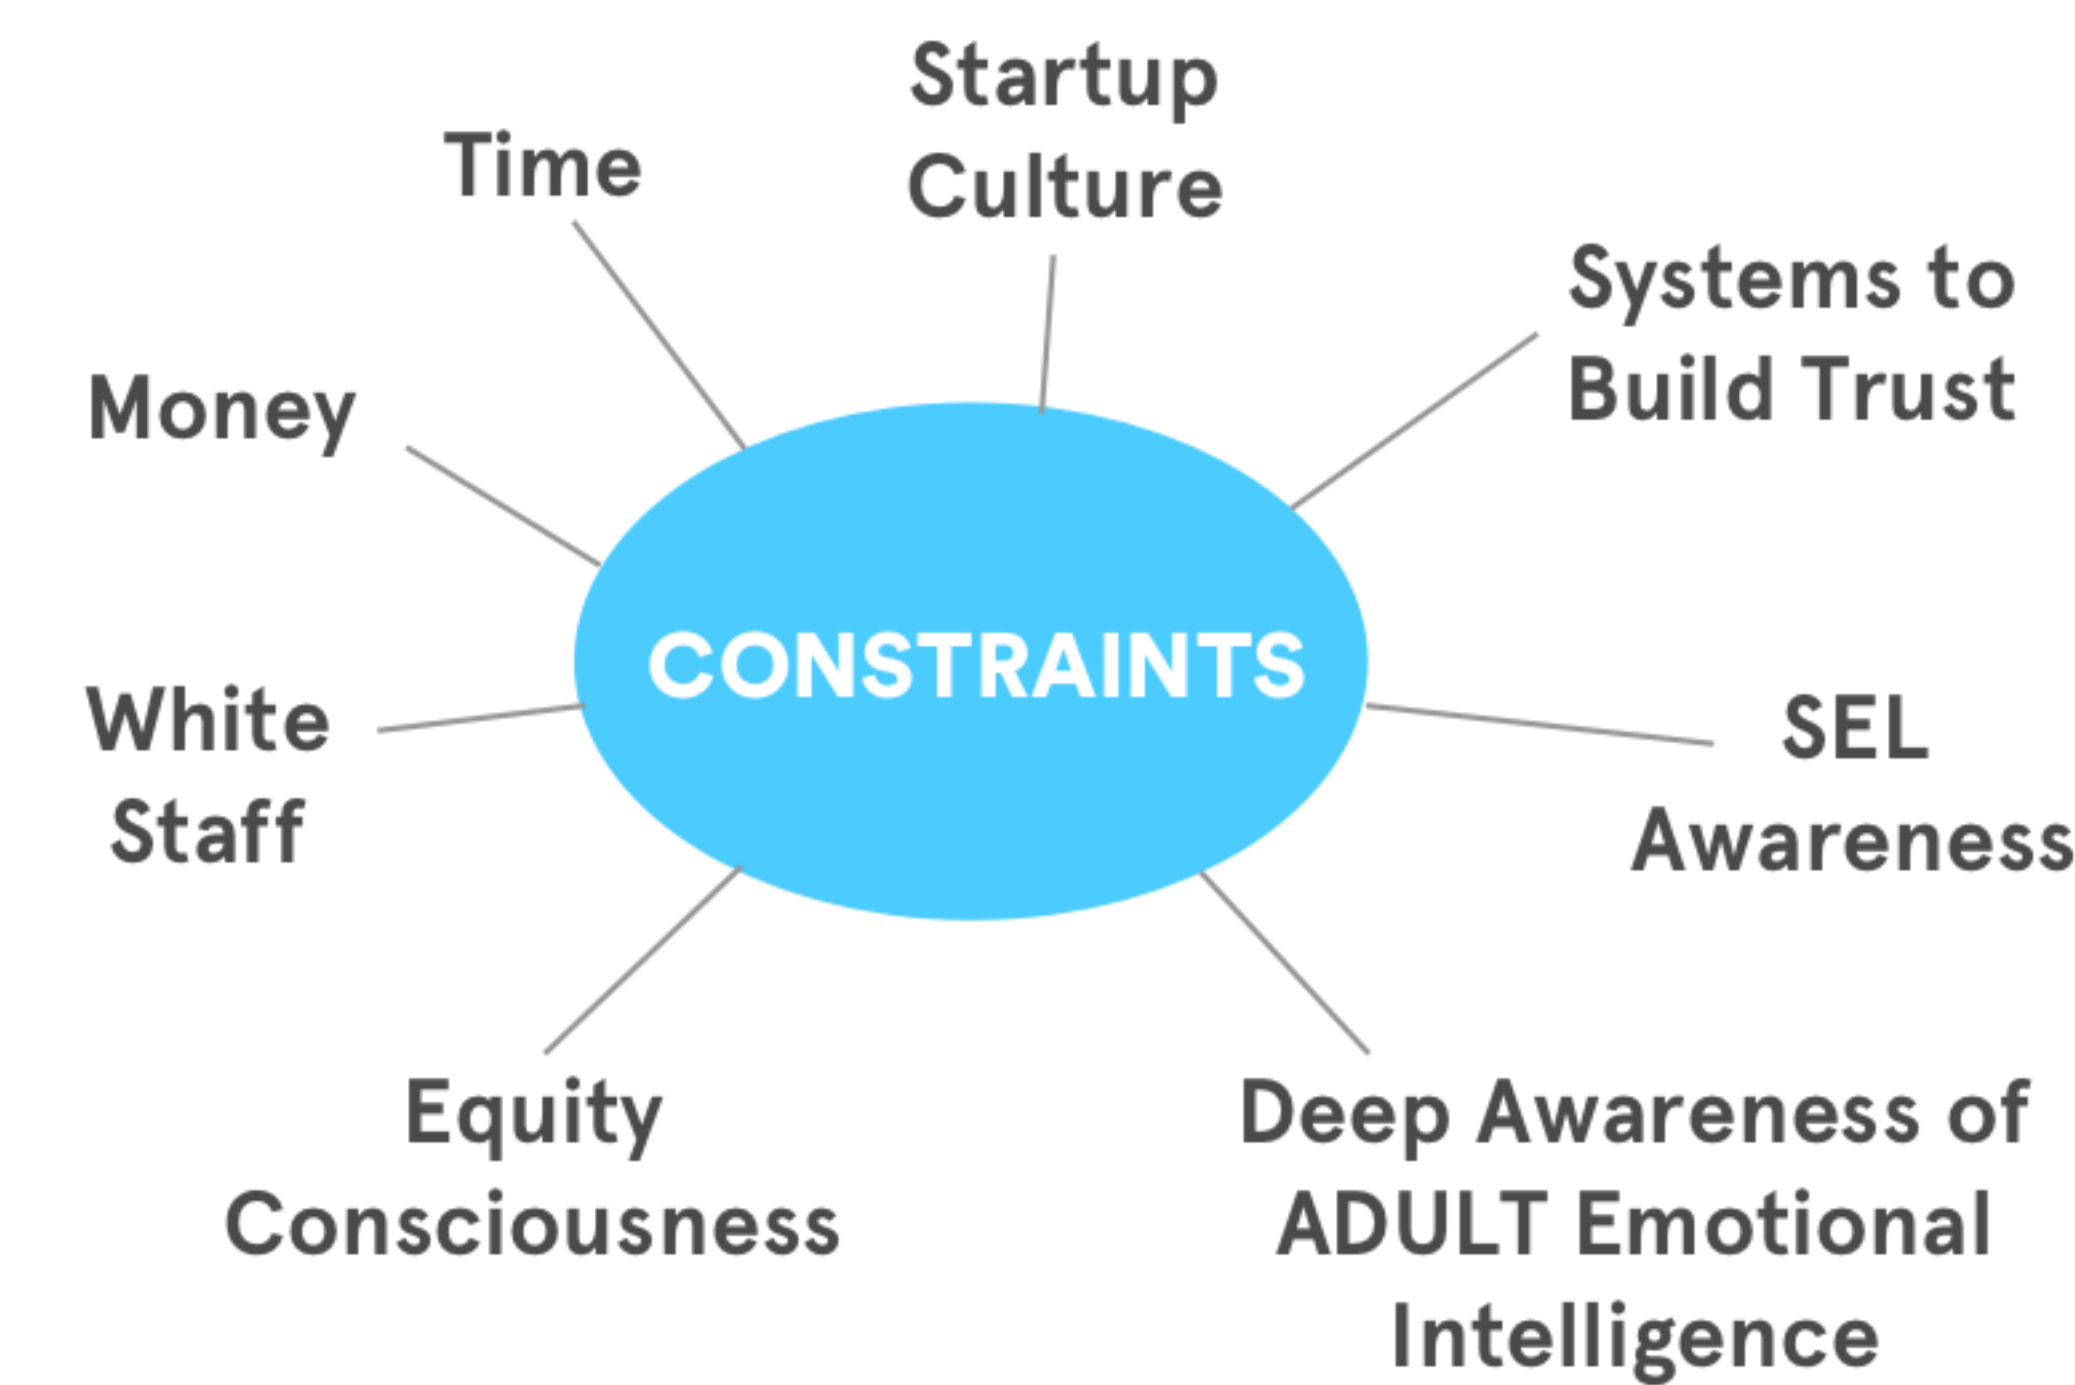 Startup
Culture
Time
Systems to
Build Trust
Money
CONSTRAINTS
White
Staff
SEL
Awareness
Equity
Consciousness
Deep Awareness of
ADULT Emotional
Intelligence